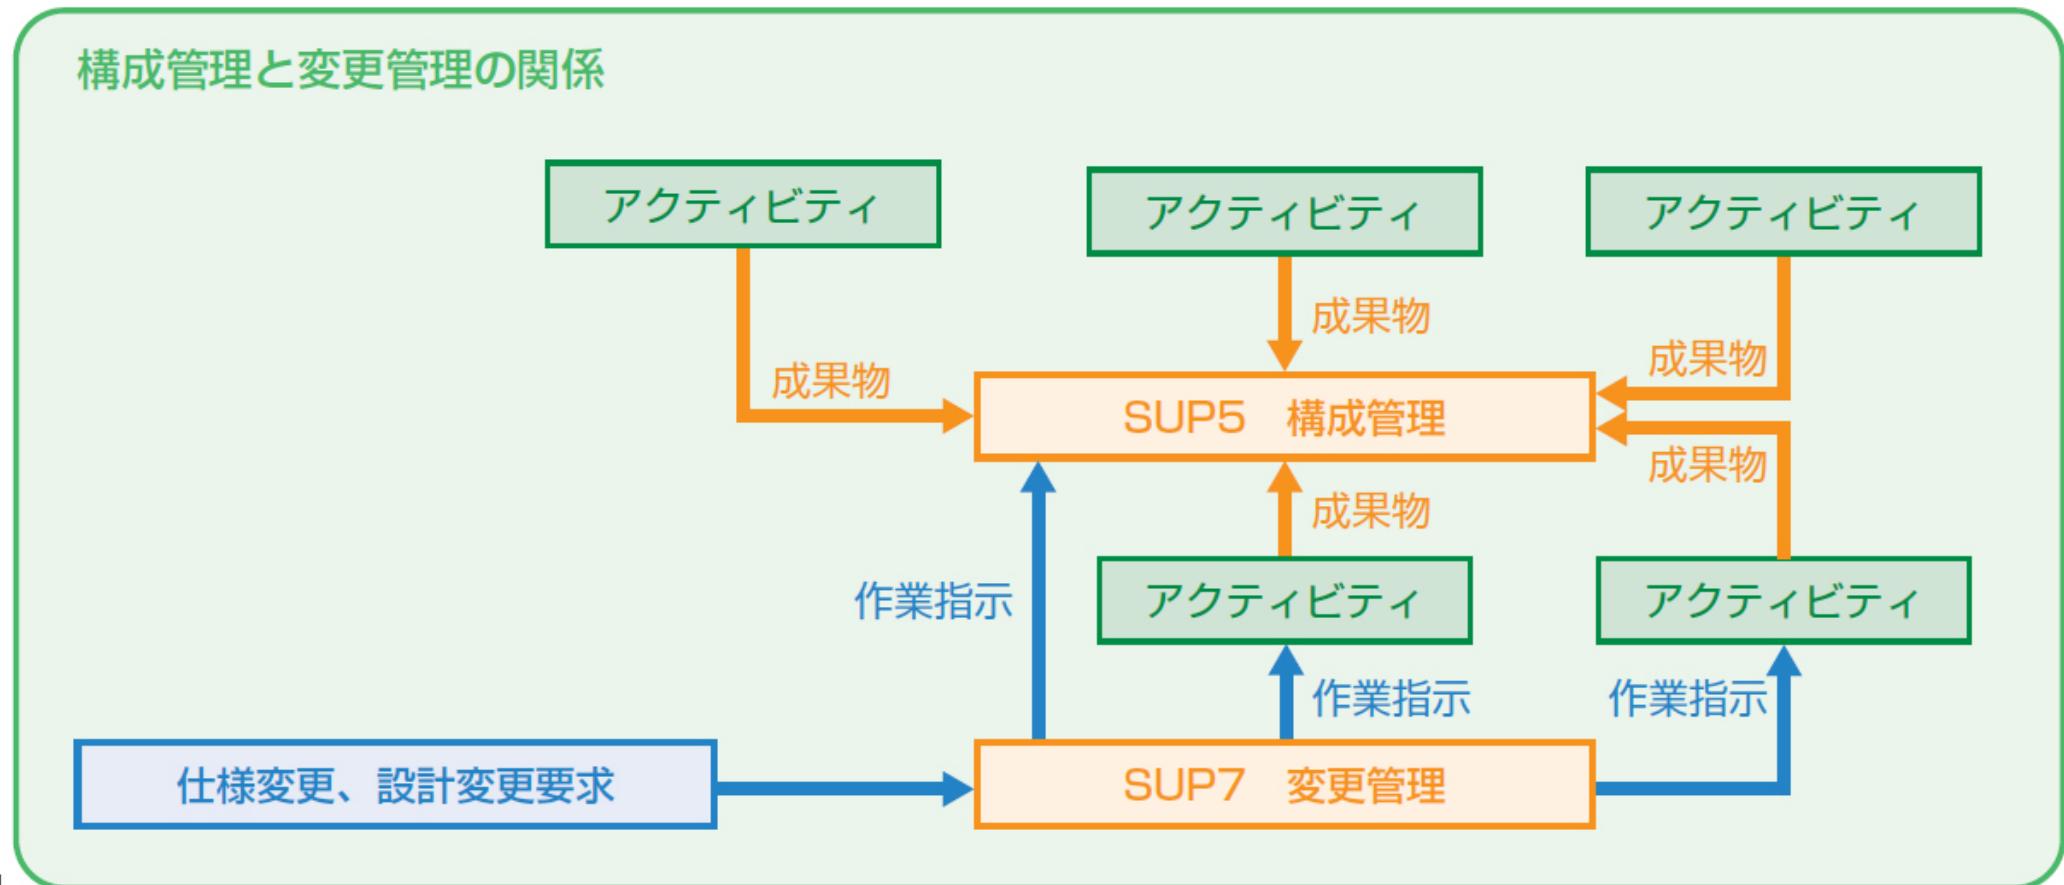 構成管理と変更管理の関係
アクティビティ
アクティビティ
アクティビティ
成果物
成果物
成果物
SUP5 構成管理
成果物
成果物
作業指示
アクティビティ
アクティビティ
作業指示
作業指示
仕様変更、設計変更要求
SUP7 変更管理